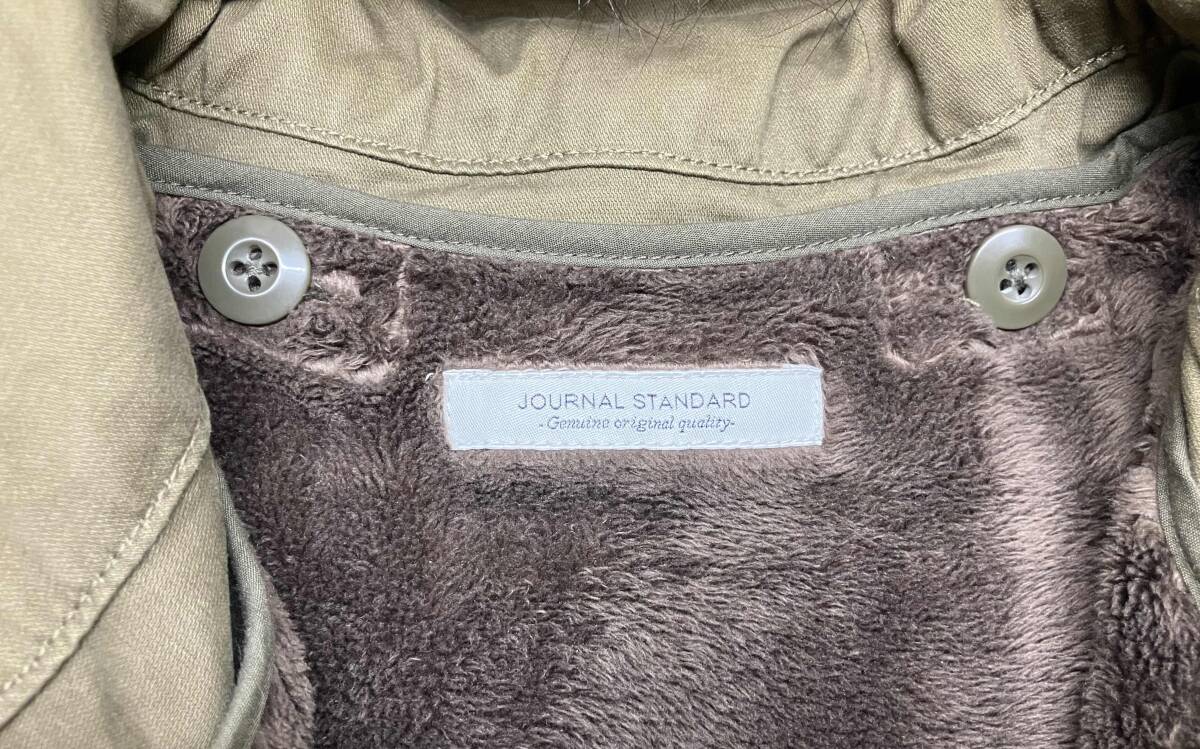 JOURNAL STANDARD
-Genuine original quality-